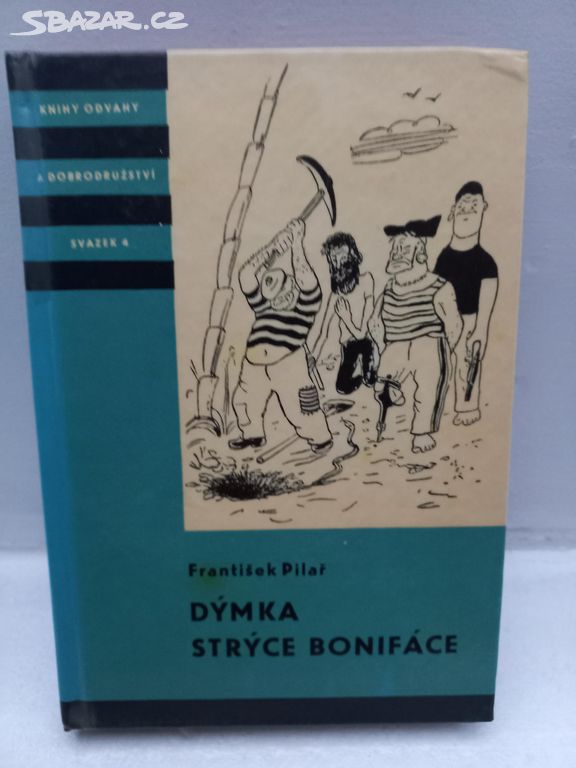 SBAZAR.CZ
KNIHY ODVAHY
A DOBRODRUŽSTVÍ
SVAZEK 4
František Pilař
DÝMKA
STRÝCE BONIFÁCE